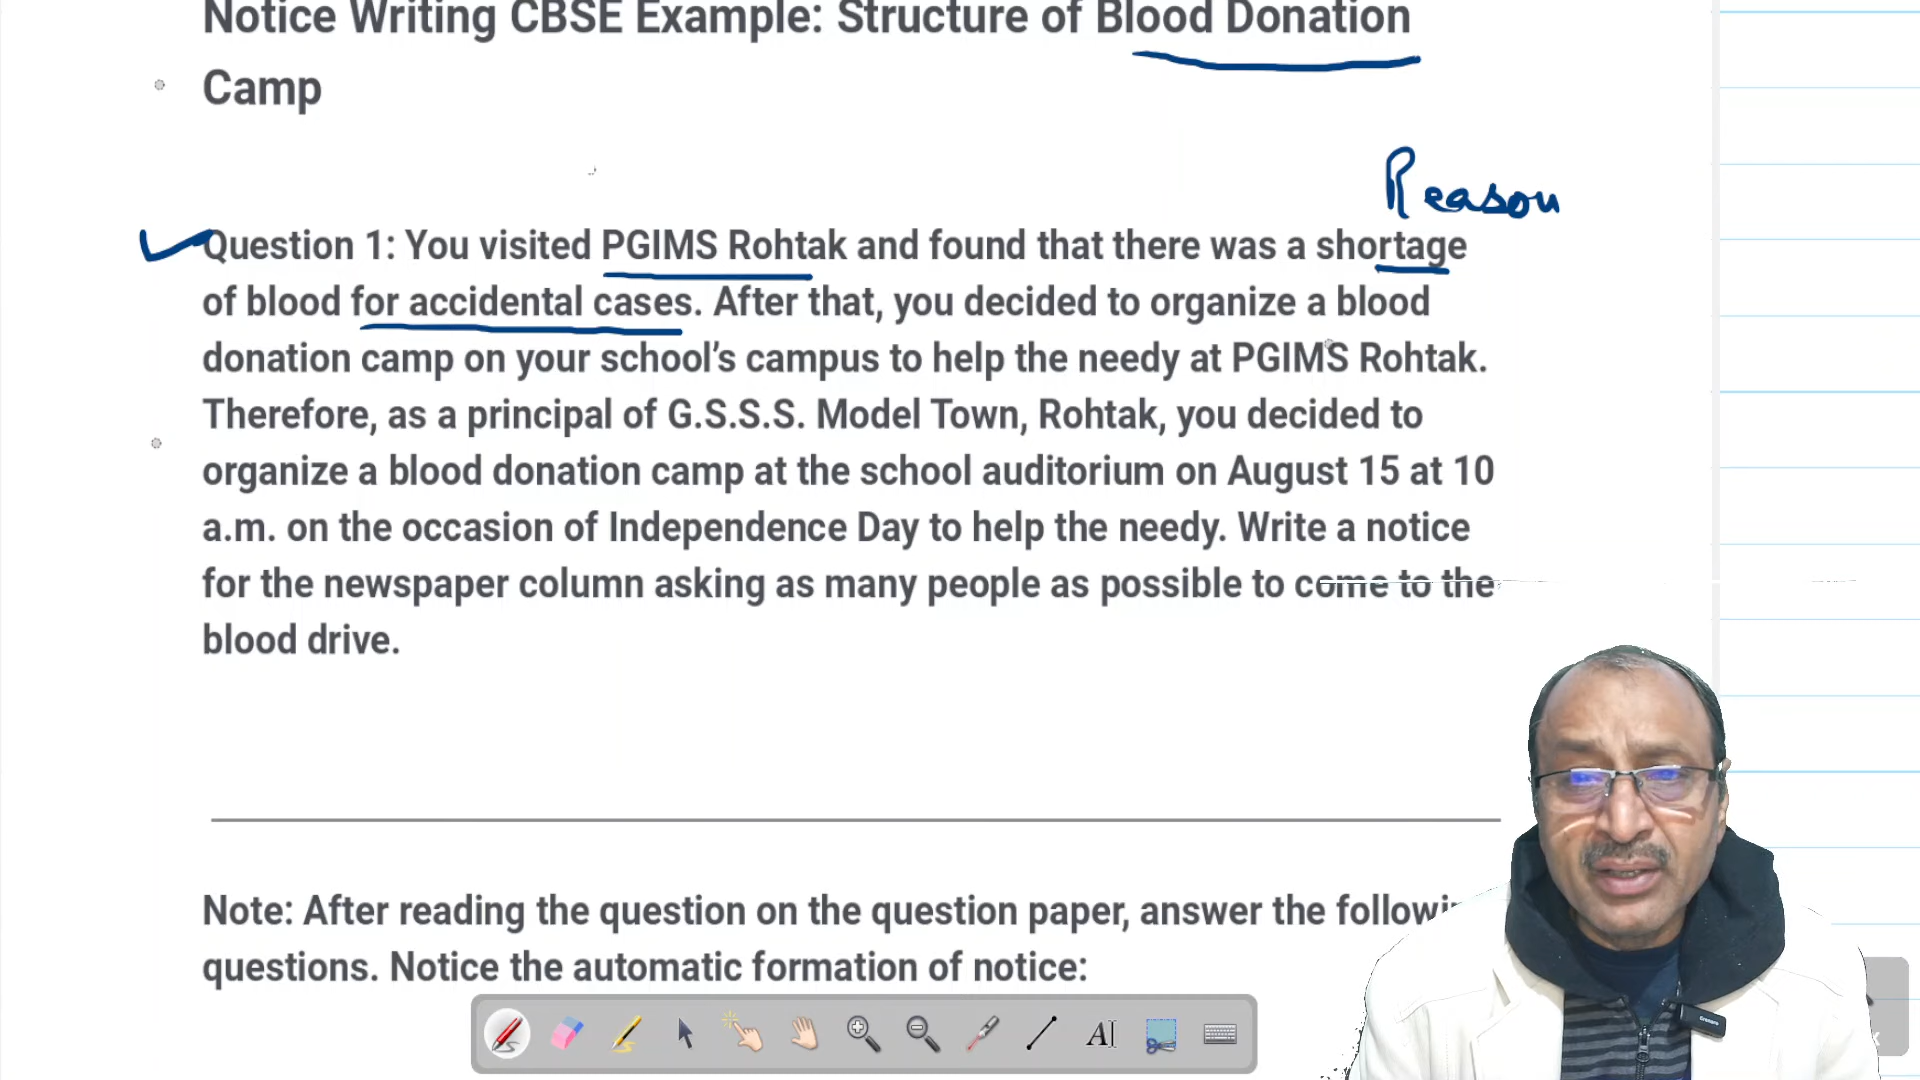 Notice Writing CBSE Example: Structure of Blood Donation
Camp
Reason
Question 1: You visited PGIMS Rohtak and found that there was a shortage
of blood for accidental cases. After that, you decided to organize a blood
donation camp on your school’s campus to help the needy at PGIMS Rohtak.
Therefore, as a principal of G.S.S.S. Model Town, Rohtak, you decided to
organize a blood donation camp at the school auditorium on August 15 at 10
a.m. on the occasion of Independence Day to help the needy. Write a notice
for the newspaper column asking as many people as possible to come to the
blood drive.
Note: After reading the question on the question paper, answer the
questions. Notice the automatic formation of notice: